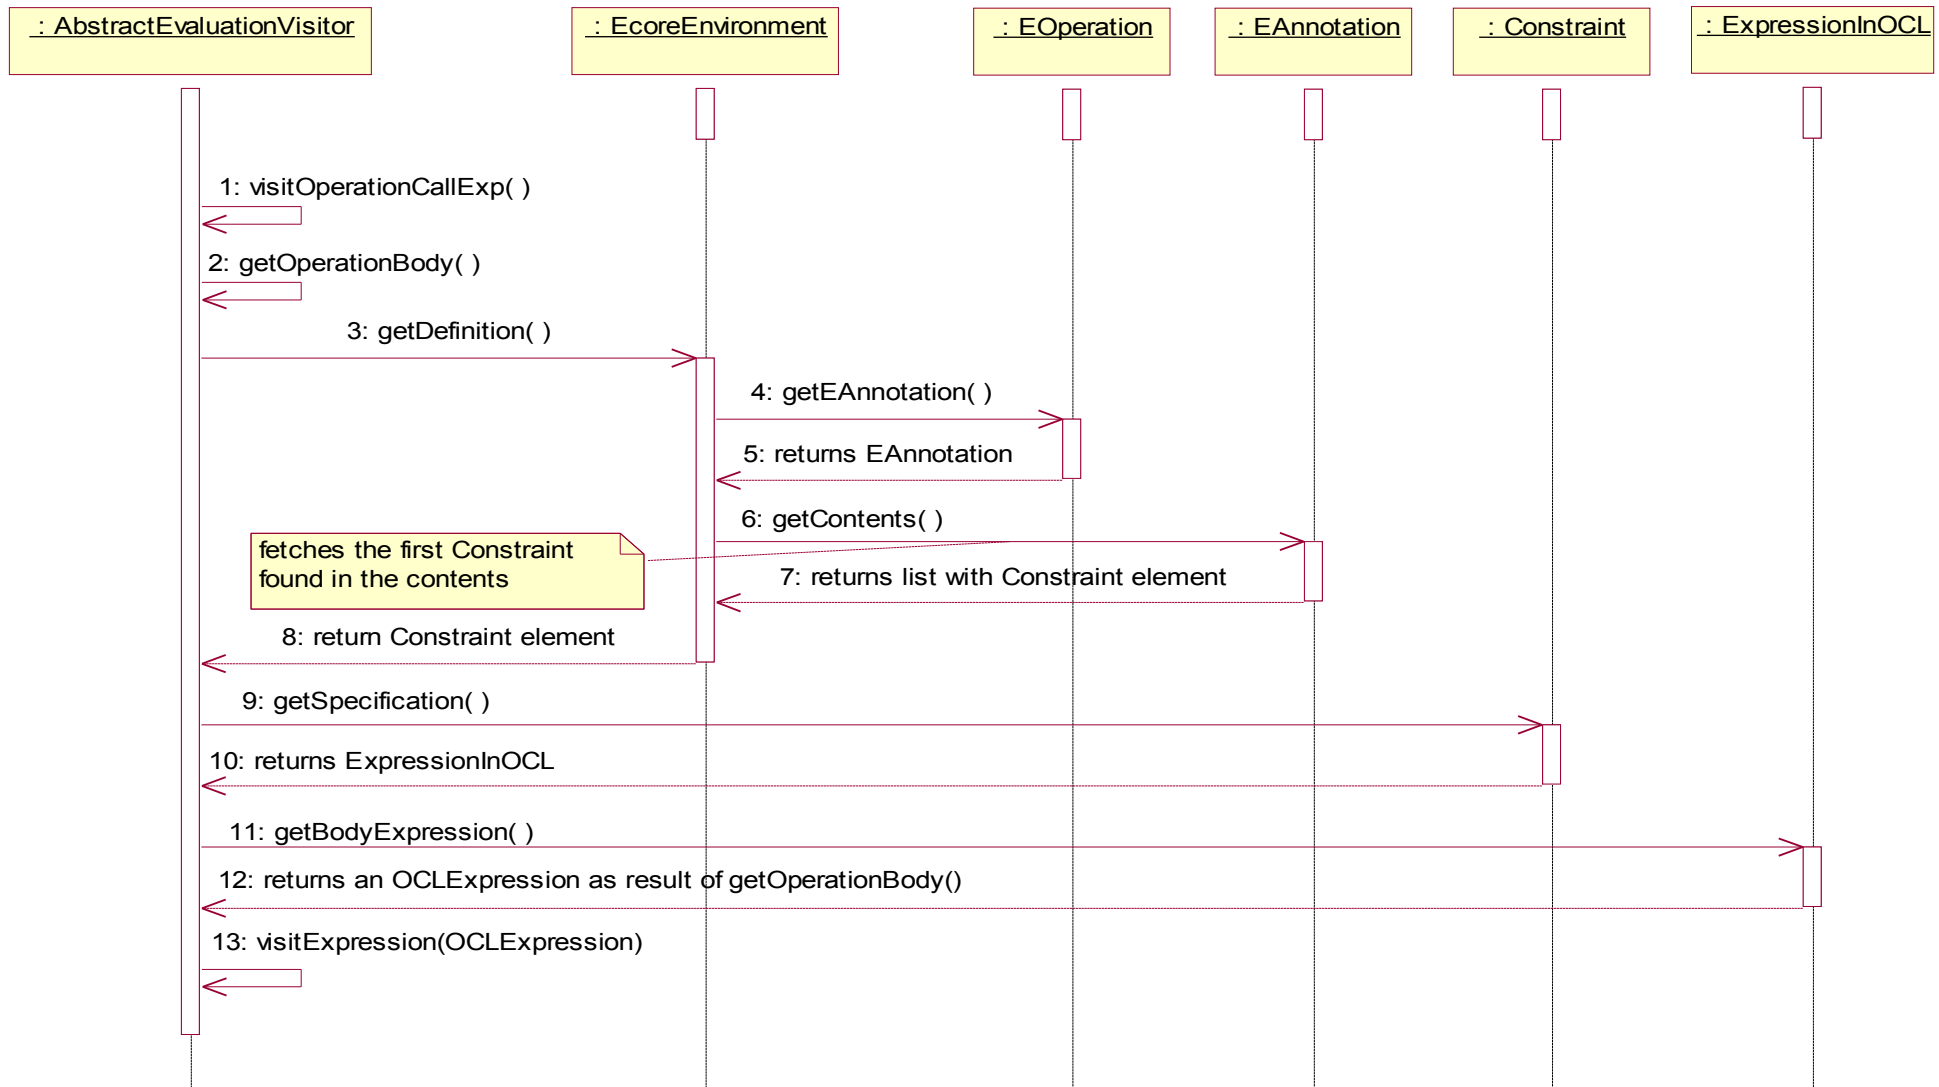 : AbstractEvaluationVisitor
: EcoreEnvironment
: EOperation
: EAnnotation
: Constraint
: ExpressionInOCL
1: visitOperationCallExp( )
2: getOperationBody( )
3: getDefinition( )
4: getEAnnotation( )
5: returns EAnnotation
6: getContents( )
fetches the first Constraint
found in the contents
7: returns list with Constraint element
8: return Constraint element
9: getSpecification( )
10: returns ExpressionInOCL
11: getBodyExpression( )
12: returns an OCLExpression as result of getOperationBody()
13: visitExpression(OCLExpression)